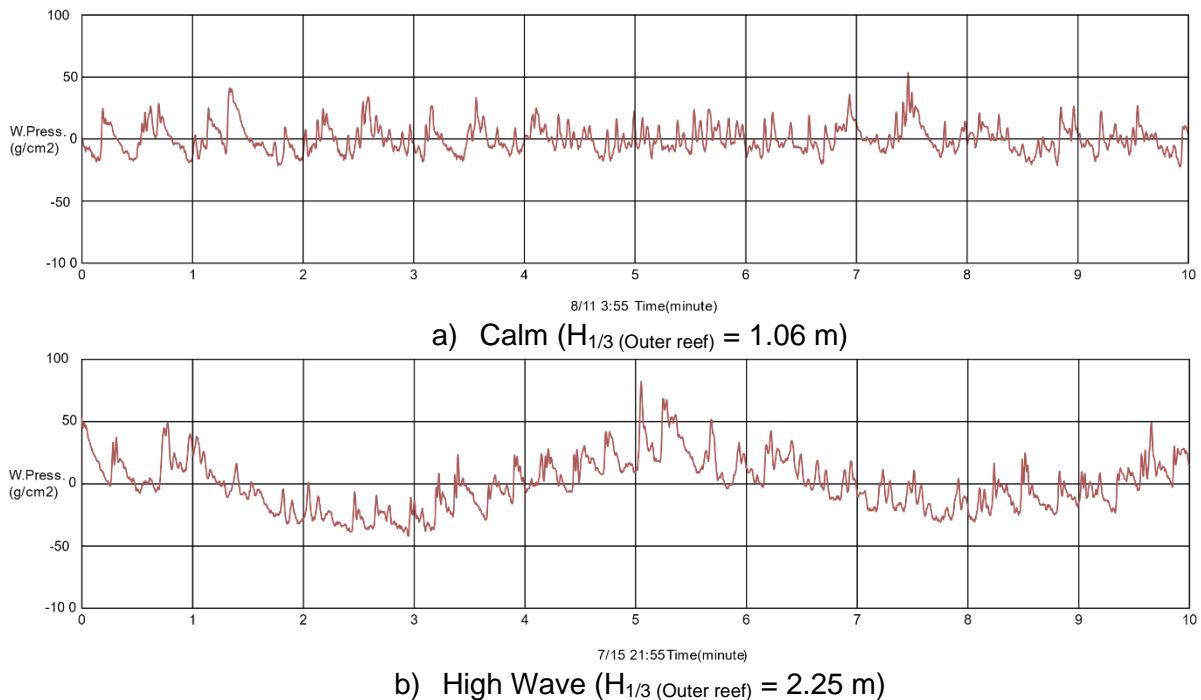 100
50
W.Press. 0
(g/cm2)
-50
-10 0
0 1 2 3 4 5 6 7 8 9 10
8/11 3:55 Time(minute)
a) Calm (H1/3 (Outer reef) = 1.06 m)
100
50
W.Press. 0
(g/cm2)
-50
-10 0
0 1 2 3 4 5 6 7 8 9 10
7/15 21:55Time(minute)
b) High Wave (H1/3 (Outer reef) = 2.25 m)